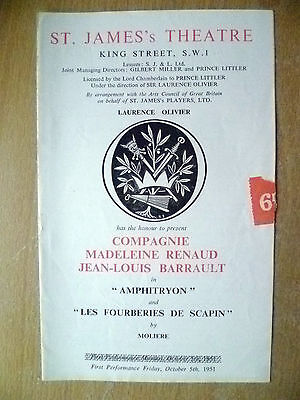 ST. JAMES's THEATRE
KING STREET, S.W.1
Lessees: S. J. & L. Ltd.
Joint Managing Directors: GILBERT MILLER and PRINCE LITTLER
Licensed by the Lord Chamberlain to PRINCE LITTLER
Under the direction of SIR LAURENCE OLIVIER
By arrangement with the Arts Council of Great Britain
on behalf of ST. JAMES'S PLAYERS, LTD.
LAURENCE OLIVIER
has the honour to present
COMPAGNIE
MADELEINE RENAUD
JEAN-LOUIS BARRAULT
in
"AMPHITRYON"
and
"LES FOURBERIES DE SCAPIN"
by
MOLIERE
First Performance Friday, October 5th, 1951